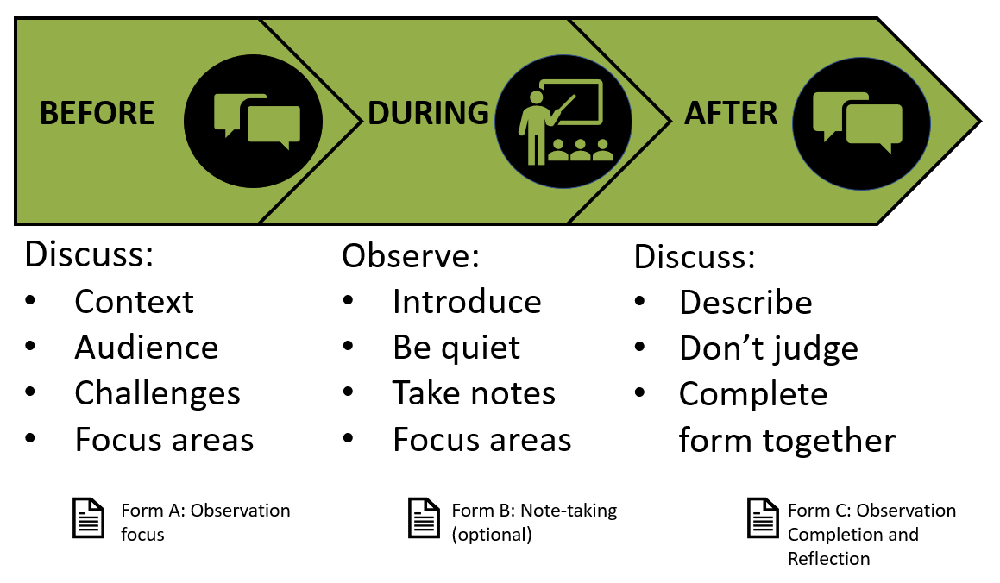 BEFORE
DURING
AFTER
Discuss:
• Context
• Audience
• Challenges
• Focus areas
Form A: Observation
focus
Observe:
• Introduce
• Be quiet
• Take notes
• Focus areas
Form B: Note-taking
(optional)
Discuss:
• Describe
• Don’t judge
• Complete
form together
Form C: Observation
Completion and
Reflection